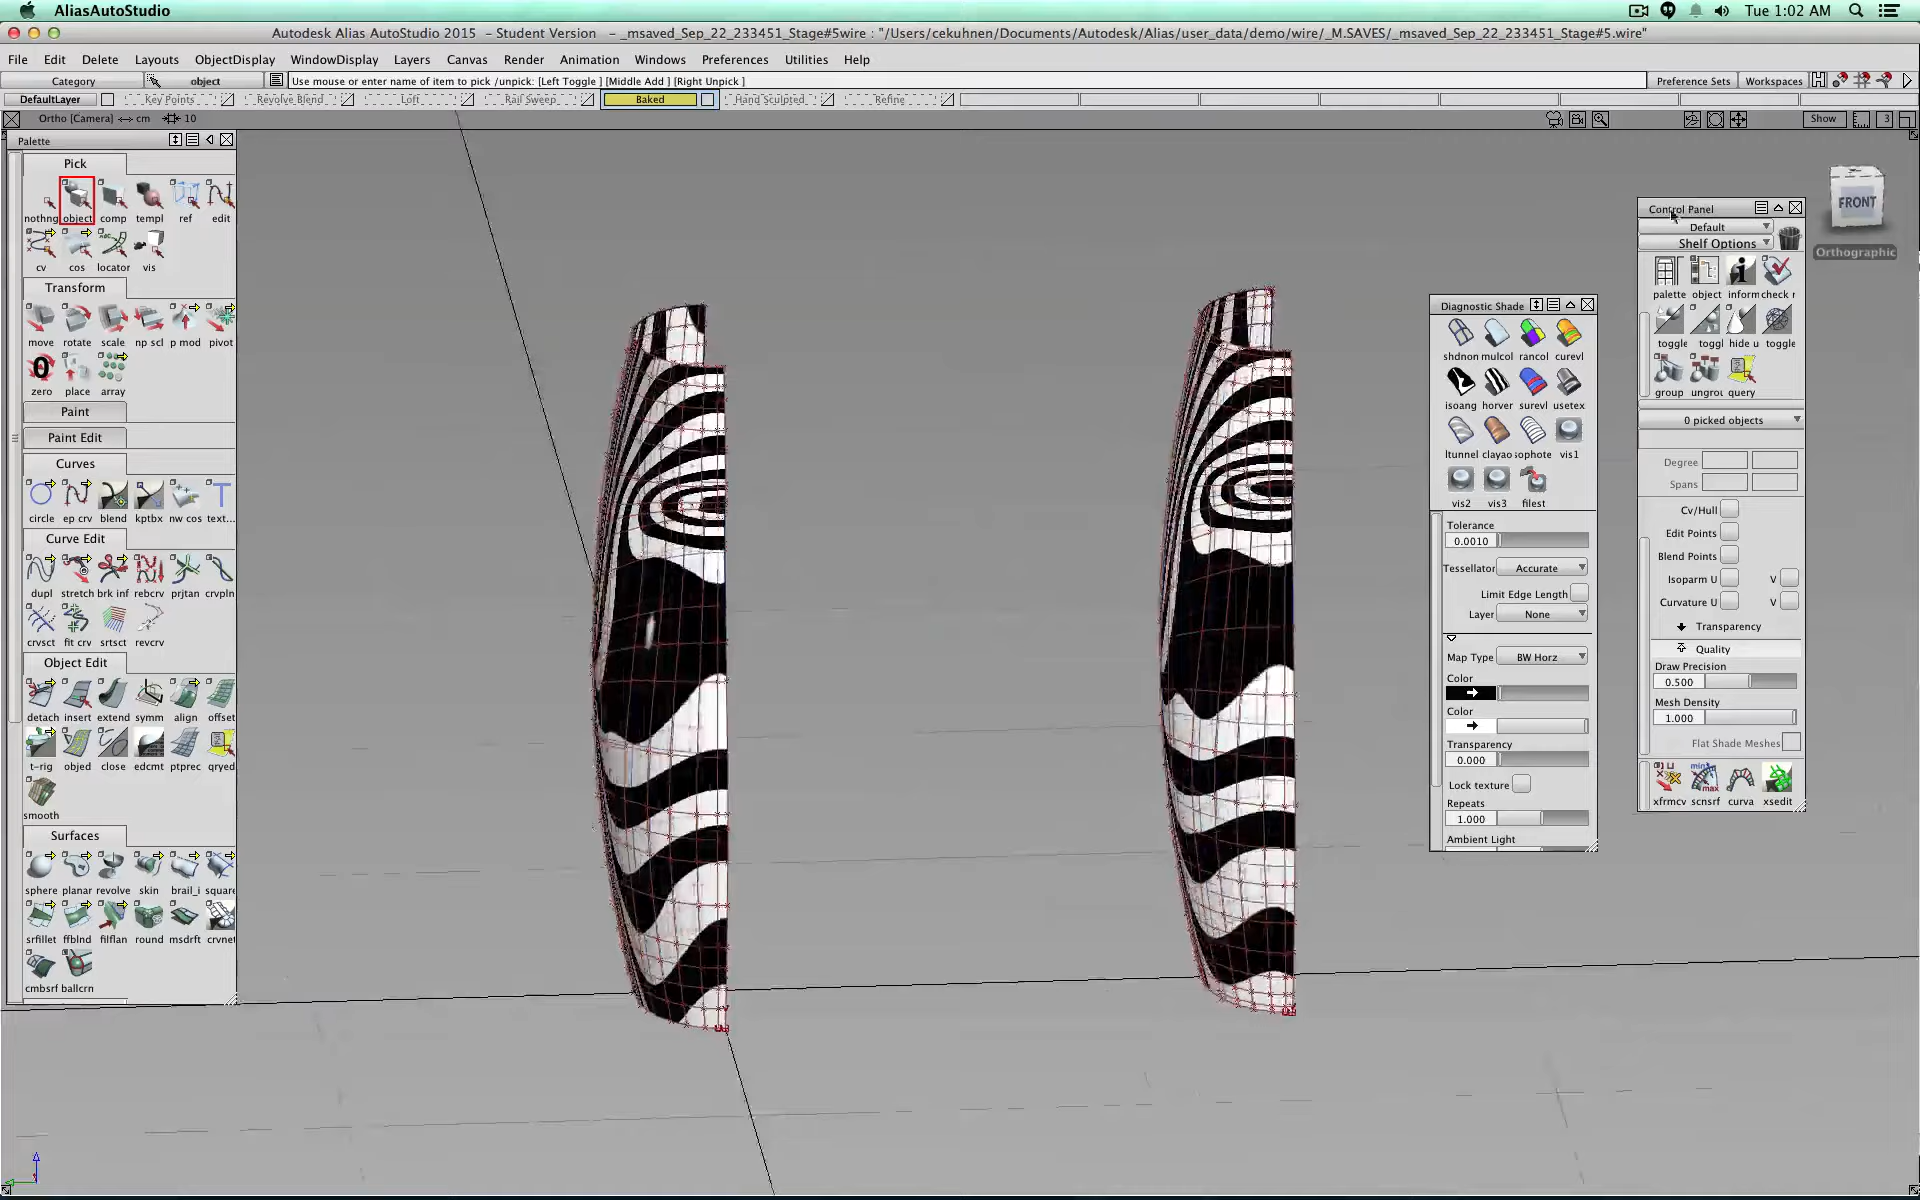 AliasAutoStudio
Tue 1:02 AM
Autodesk Alias AutoStudio 2015 - Student Version - _msaved_Sep_22_233451_Stage#5wire : "/Users/cekuhnen/Documents/Autodesk/Alias/user_data/demo/wire/_M.SAVES/_msaved_Sep_22_233451_Stage#5.wire"
File Edit Delete Layouts ObjectDisplay WindowDisplay Layers Canvas Render Animation Windows Preferences Utilities Help
Category object Use mouse or enter name of item to pick /unpick: [Left Toggle ] [Middle Add ] [Right Unpick ] Preference Sets Workspaces
DefaultLayer Key Points Revolve Blend Loft Rail Sweep Baked Hand Sculpted Refine
Ortho [Camera] cm 10 Show 3
Palette
Pick
nothng object comp templ ref edit
cv cos locator vis
Transform
move rotate scale np scl p mod pivot
zero place array
Paint
Paint Edit
Curves
circle ep crv blend kptbx nw cos text...
Curve Edit
dupl stretch brk inf rebcrv prjtan crvpln
crvsct fit crv srtsct revcrv
Object Edit
detach insert extend symm align offset
t-rig objed close edcmt ptprec qryed
smooth
Surfaces
sphere planar revolve skin brail_i square
srfillet ffblnd filflan round msdrft crvnet
cmbsrf ballcrn
Diagnostic Shade
shdnon mulcol rancol curevl
isoang horver surevl usetex
ltunnel clayao isophote vis1
vis2 vis3 filest
Tolerance
0.0010
Tessellator Accurate
Limit Edge Length
Layer None
Map Type BW Horz
Color
Color
Transparency
0.000
Lock texture
Repeats
1.000
Ambient Light
Control Panel
Default
Shelf Options
palette object inform check r
toggle toggl hide u toggle
group ungrou query
0 picked objects
Degree
Spans
Cv/Hull
Edit Points
Blend Points
Isoparm U V
Curvature U V
Transparency
Quality
Draw Precision
0.500
Mesh Density
1.000
Flat Shade Meshes
xfrmcv scnsrf curva xsedit
FRONT
Orthographic